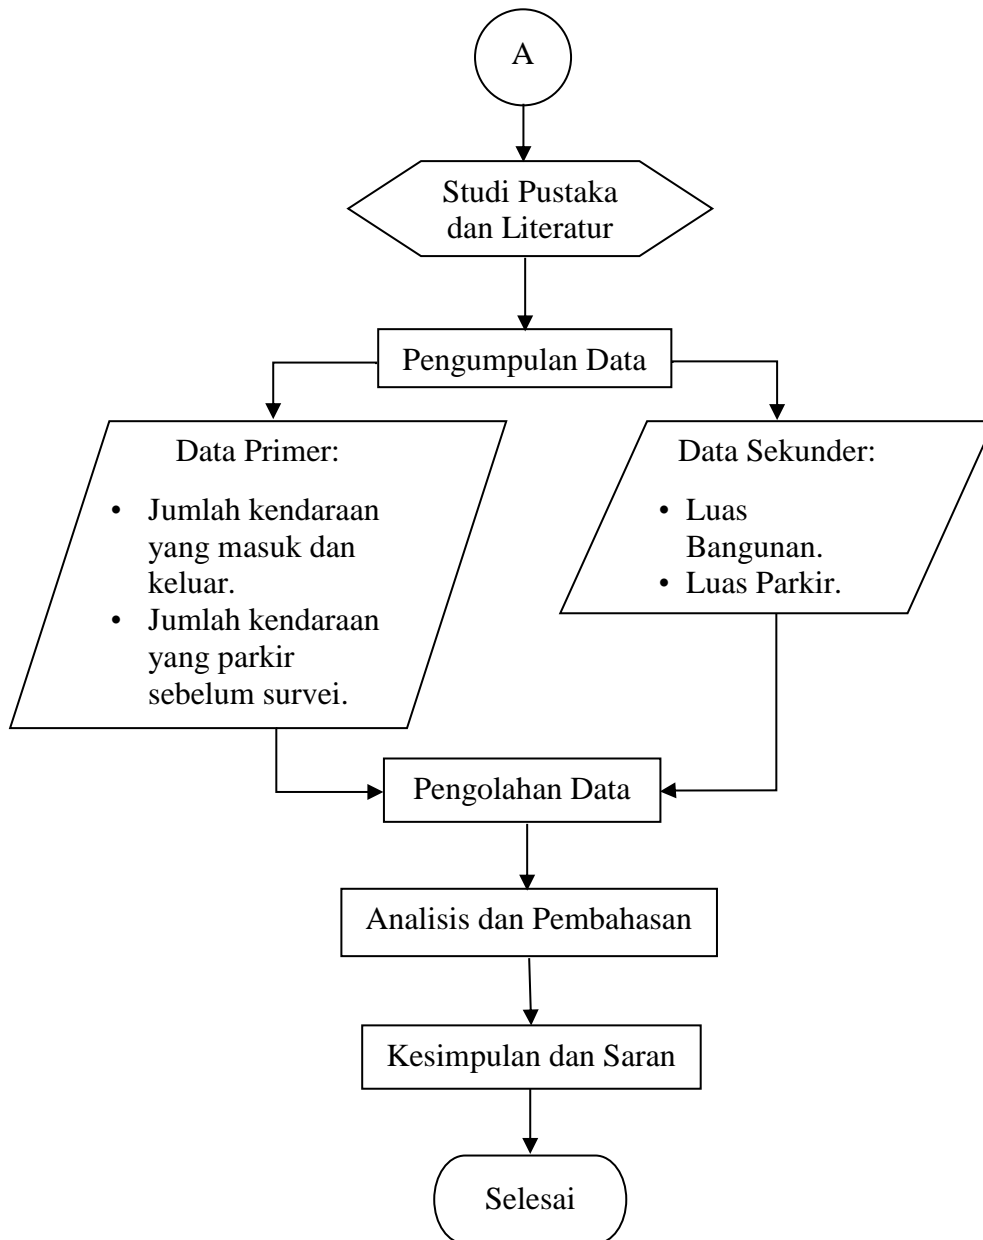 A
Studi Pustaka
dan Literatur
Pengumpulan Data
Data Primer:
• Jumlah kendaraan
yang masuk dan
keluar.
• Jumlah kendaraan
yang parkir
sebelum survei.
Data Sekunder:
• Luas
Bangunan.
• Luas Parkir.
Pengolahan Data
Analisis dan Pembahasan
Kesimpulan dan Saran
Selesai